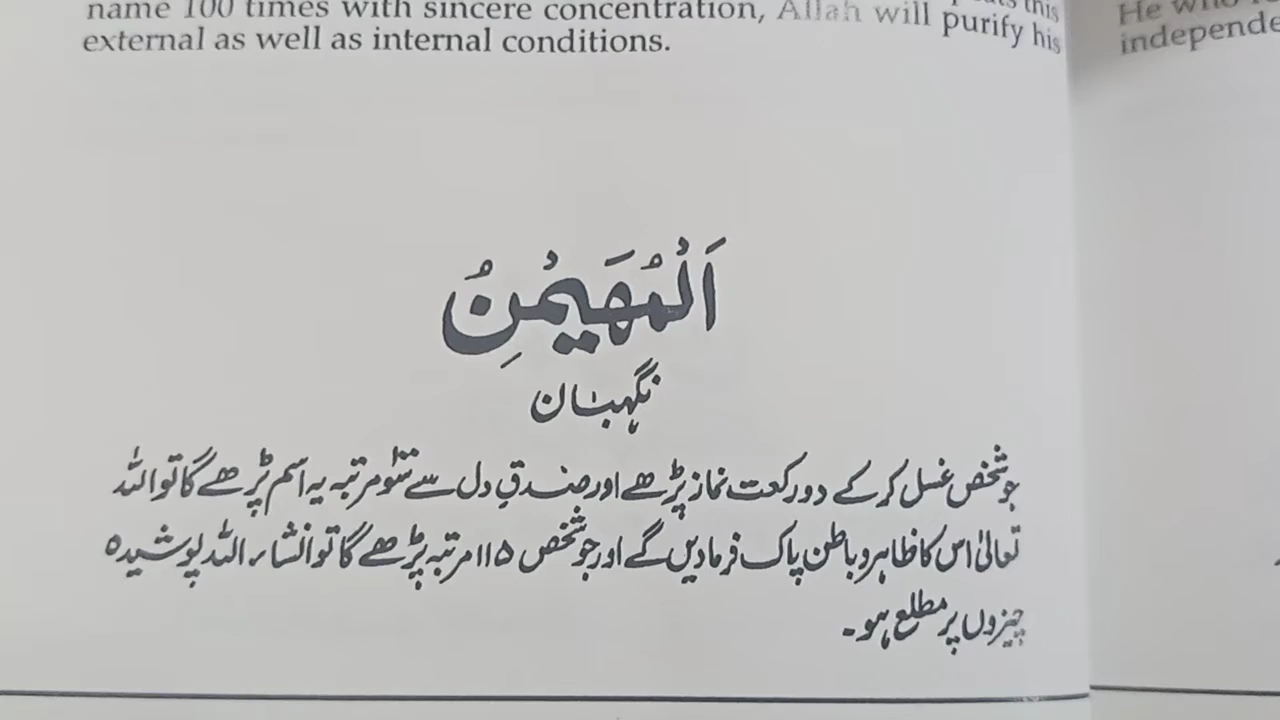 name 100 times with sincere concentration, Allah will purify his
external as well as internal conditions.
He who
independe
اَلْمُهَيْمِنُ
نگہبان
جو شخص غسل کر کے دو رکعت نماز پڑھے اور صدقِ دل سے سَو مرتبہ یہ اسم پڑھے گا تو اللہ
تعالیٰ اس کا ظاہر و باطن پاک فرمادیں گے اور جو شخص ۱۱۵ مرتبہ پڑھے گا تو انشاء اللہ پوشیدہ
چیزوں پر مطلع ہو۔